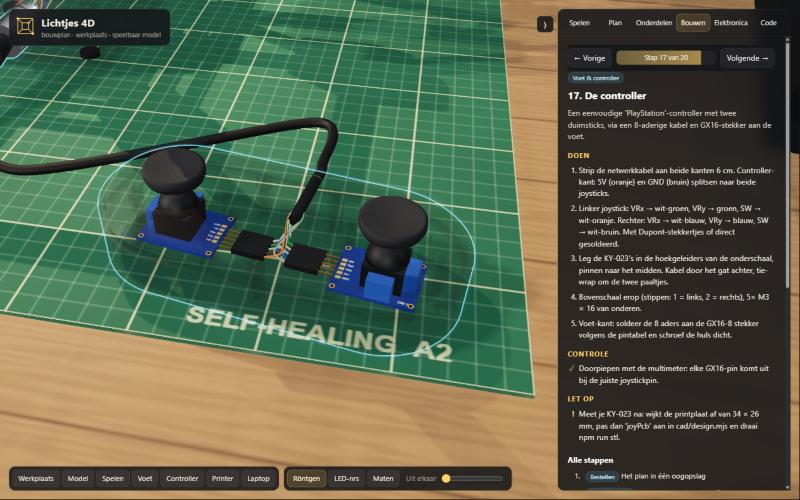 Lichtjes 4D
bouwplan · werkplaats · speelbaar model
Spelen
Plan
Onderdelen
Bouwen
Elektronica
Code
← Vorige
Stap 17 van 20
Volgende →
Voet & controller
17. De controller
Een eenvoudige 'PlayStation'-controller met twee
duimsticks, via een 8-aderige kabel en GX16-stekker aan de
voet.
DOEN
1. Strip de netwerkkabel aan beide kanten 6 cm. Controller-
kant: 5V (oranje) en GND (bruin) splitsen naar beide
joysticks.
2. Linker joystick: VRx → wit-groen, VRy → groen, SW →
wit-oranje. Rechter: VRx → wit-blauw, VRy → blauw, SW
→ wit-bruin. Met Dupont-stekkertjes of direct
gesoldeerd.
3. Leg de KY-023's in de hoekgeleiders van de onderschaal,
pinnen naar het midden. Kabel door het gat achter, tie-
wrap om de twee paaltjes.
4. Bovenschaal erop (stippen: 1 = links, 2 = rechts), 5× M3
× 16 van onderen.
5. Voet-kant: soldeer de 8 aders aan de GX16-8 stekker
volgens de pintabel en schroef de huls dicht.
CONTROLE
✓ Doorpiepen met de multimeter: elke GX16-pin komt uit
bij de juiste joystickpin.
LET OP
! Meet je KY-023 na: wijkt de printplaat af van 34 × 26
mm, pas dan 'joyPcb' aan in cad/design.mjs en draai
npm run stl.
Alle stappen
1. Bestellen Het plan in één oogopslag
SELF-HEALING A2
Werkplaats
Model
Spelen
Voet
Controller
Printer
Laptop
Röntgen
LED-nrs
Maten
Uit elkaar